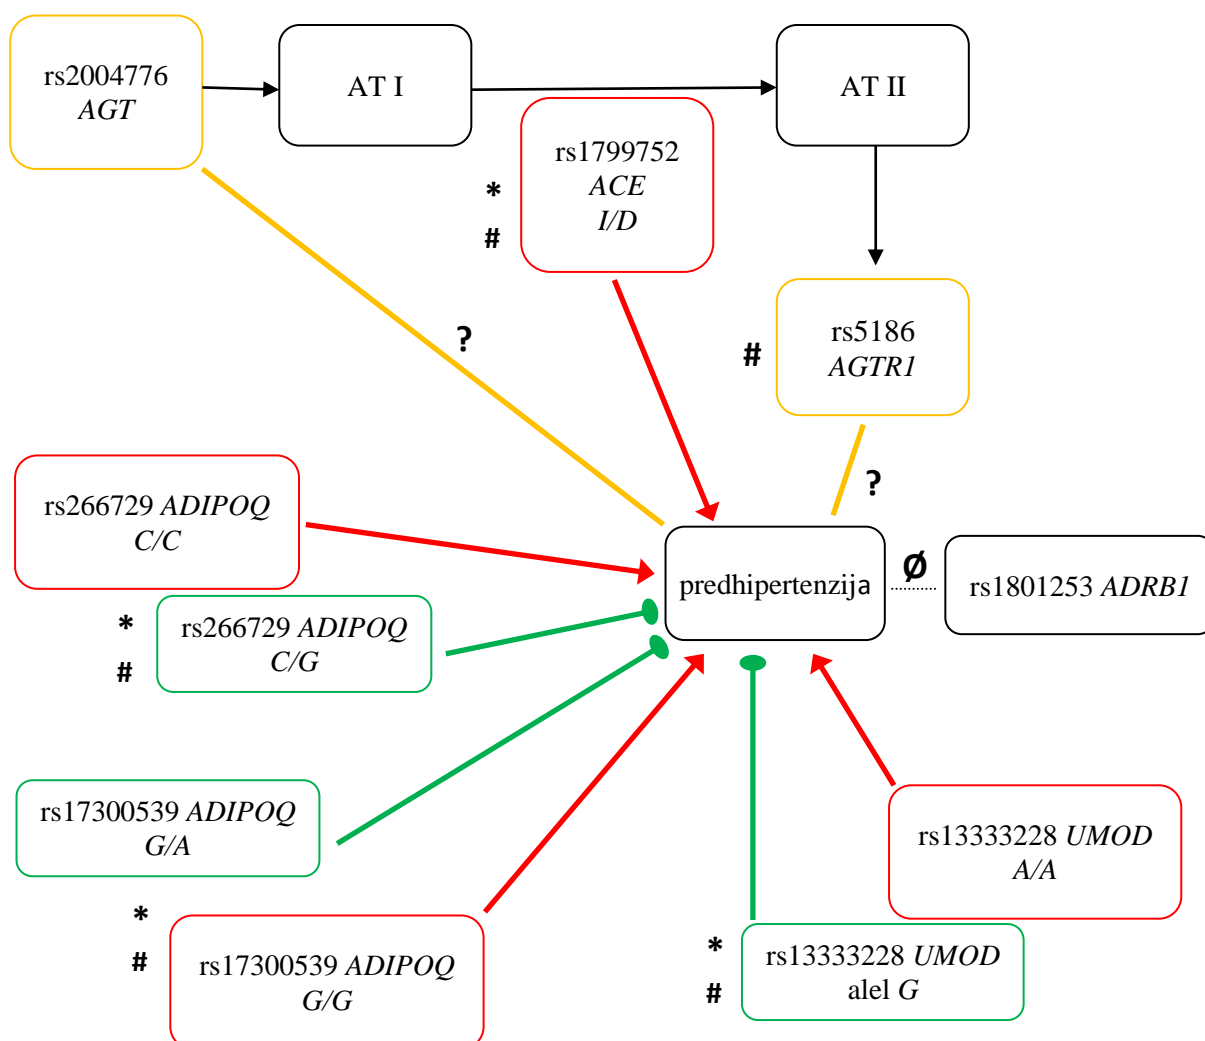 rs2004776
AGT
AT I
AT II
rs1799752
ACE
I/D
*
#
?
rs5186
AGTR1
#
?
rs266729 ADIPOQ
C/C
predhipertenzija
Ø
rs1801253 ADRB1
*
#
rs266729 ADIPOQ
C/G
rs17300539 ADIPOQ
G/A
rs13333228 UMOD
A/A
*
#
rs17300539 ADIPOQ
G/G
*
#
rs13333228 UMOD
alel G